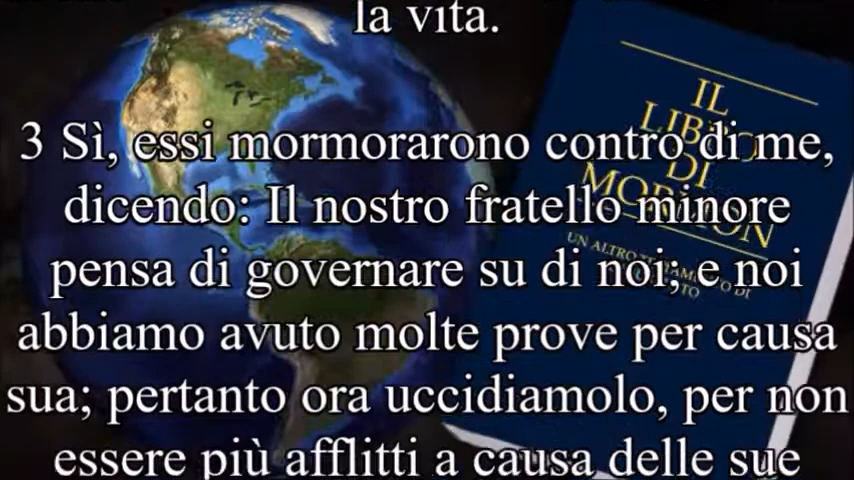 la vita.
3 Sì, essi mormorarono contro di me,
dicendo: Il nostro fratello minore
pensa di governare su di noi; e noi
abbiamo avuto molte prove per causa
sua; pertanto ora uccidiamolo, per non
essere più afflitti a causa delle sue
IL
LIBRO
DI
MORMON
UN ALTRO TESTAMENTO DI